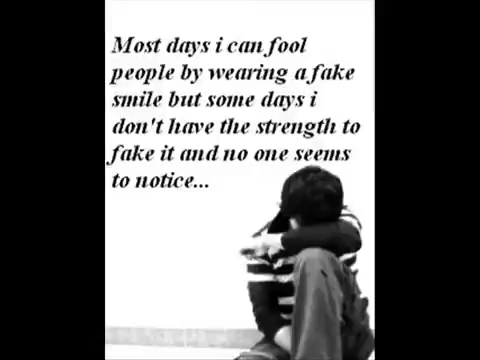 Most days i can fool
people by wearing a fake
smile but some days i
don't have the strength to
fake it and no one seems
to notice...